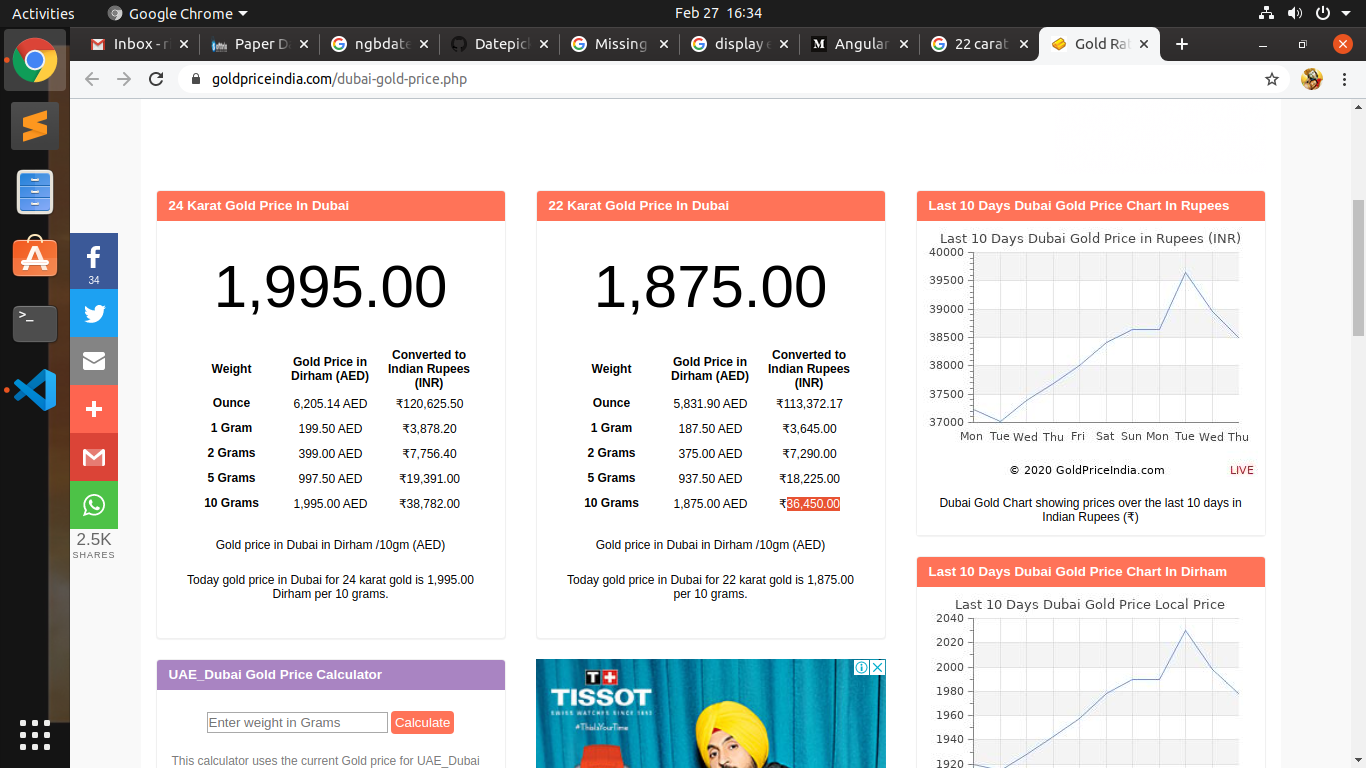 Activities
Google Chrome
Feb 27 16:34
Inbox - r
Paper D
ngbdate
Datepic
Missing
display
Angular
22 carat
Gold Rat
goldpriceindia.com/dubai-gold-price.php
34
2.5K
SHARES
24 Karat Gold Price In Dubai
1,995.00
Weight Gold Price in Dirham (AED) Converted to Indian Rupees (INR)
Ounce 6,205.14 AED ₹120,625.50
1 Gram 199.50 AED ₹3,878.20
2 Grams 399.00 AED ₹7,756.40
5 Grams 997.50 AED ₹19,391.00
10 Grams 1,995.00 AED ₹38,782.00
Gold price in Dubai in Dirham /10gm (AED)
Today gold price in Dubai for 24 karat gold is 1,995.00
Dirham per 10 grams.
22 Karat Gold Price In Dubai
1,875.00
Weight Gold Price in Dirham (AED) Converted to Indian Rupees (INR)
Ounce 5,831.90 AED ₹113,372.17
1 Gram 187.50 AED ₹3,645.00
2 Grams 375.00 AED ₹7,290.00
5 Grams 937.50 AED ₹18,225.00
10 Grams 1,875.00 AED ₹36,450.00
Gold price in Dubai in Dirham /10gm (AED)
Today gold price in Dubai for 22 karat gold is 1,875.00
per 10 grams.
Last 10 Days Dubai Gold Price Chart In Rupees
Last 10 Days Dubai Gold Price in Rupees (INR)
40000
39500
39000
38500
38000
37500
37000
Mon Tue Wed Thu Fri Sat Sun Mon Tue Wed Thu
© 2020 GoldPriceIndia.com LIVE
Dubai Gold Chart showing prices over the last 10 days in
Indian Rupees (₹)
Last 10 Days Dubai Gold Price Chart In Dirham
Last 10 Days Dubai Gold Price Local Price
2040
2020
2000
1980
1960
1940
1920
UAE_Dubai Gold Price Calculator
Enter weight in Grams
Calculate
This calculator uses the current Gold price for UAE_Dubai
T+
TISSOT
SWISS WATCHES SINCE 1853
#ThisIsYourTime